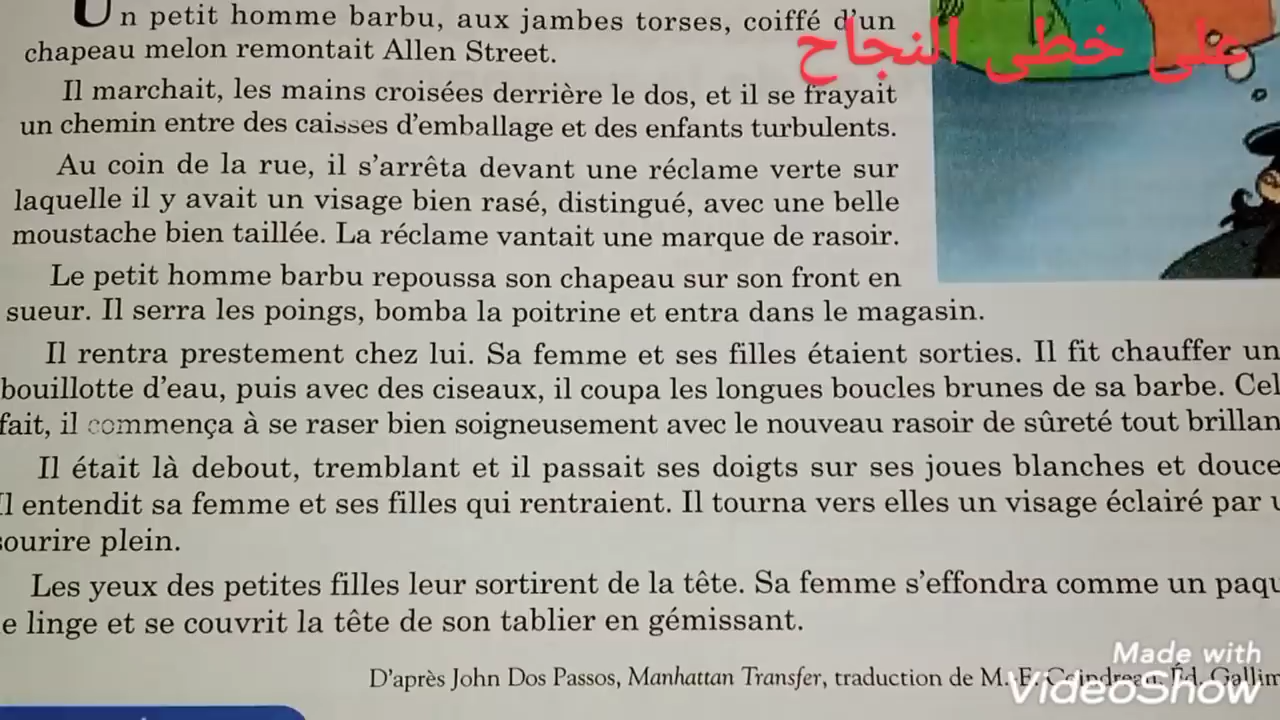 Un petit homme barbu, aux jambes torses, coiffé d'un
chapeau melon remontait Allen Street.
على خطى النجاح
Il marchait, les mains croisées derrière le dos, et il se frayait
un chemin entre des caisses d'emballage et des enfants turbulents.
Au coin de la rue, il s'arrêta devant une réclame verte sur
laquelle il y avait un visage bien rasé, distingué, avec une belle
moustache bien taillée. La réclame vantait une marque de rasoir.
Le petit homme barbu repoussa son chapeau sur son front en
sueur. Il serra les poings, bomba la poitrine et entra dans le magasin.
Il rentra prestement chez lui. Sa femme et ses filles étaient sorties. Il fit chauffer un
bouillotte d'eau, puis avec des ciseaux, il coupa les longues boucles brunes de sa barbe. Cel
fait, il commença à se raser bien soigneusement avec le nouveau rasoir de sûreté tout brillan
Il était là debout, tremblant et il passait ses doigts sur ses joues blanches et douce
Il entendit sa femme et ses filles qui rentraient. Il tourna vers elles un visage éclairé par u
sourire plein.
Les yeux des petites filles leur sortirent de la tête. Sa femme s'effondra comme un paqu
e linge et se couvrit la tête de son tablier en gémissant.
D'après John Dos Passos, Manhattan Transfer, traduction de M. E. Coindreau, Éd. Gallim
Made with
VideoShow